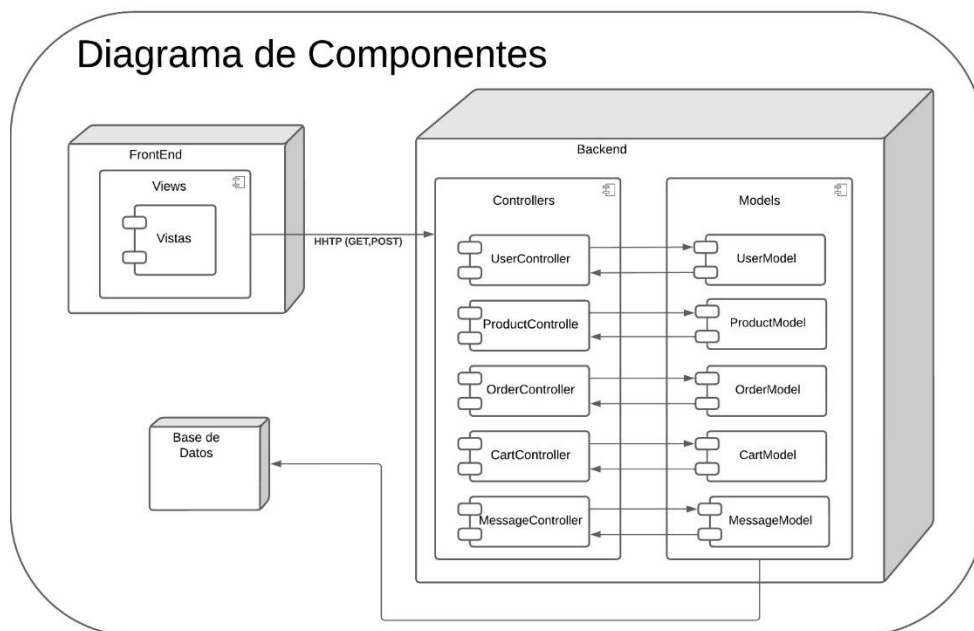 Diagrama de Componentes
FrontEnd
Views
Vistas
HHTP (GET,POST)
Backend
Controllers
Models
UserController
UserModel
ProductControlle
ProductModel
OrderController
OrderModel
CartController
CartModel
MessageController
MessageModel
Base de
Datos